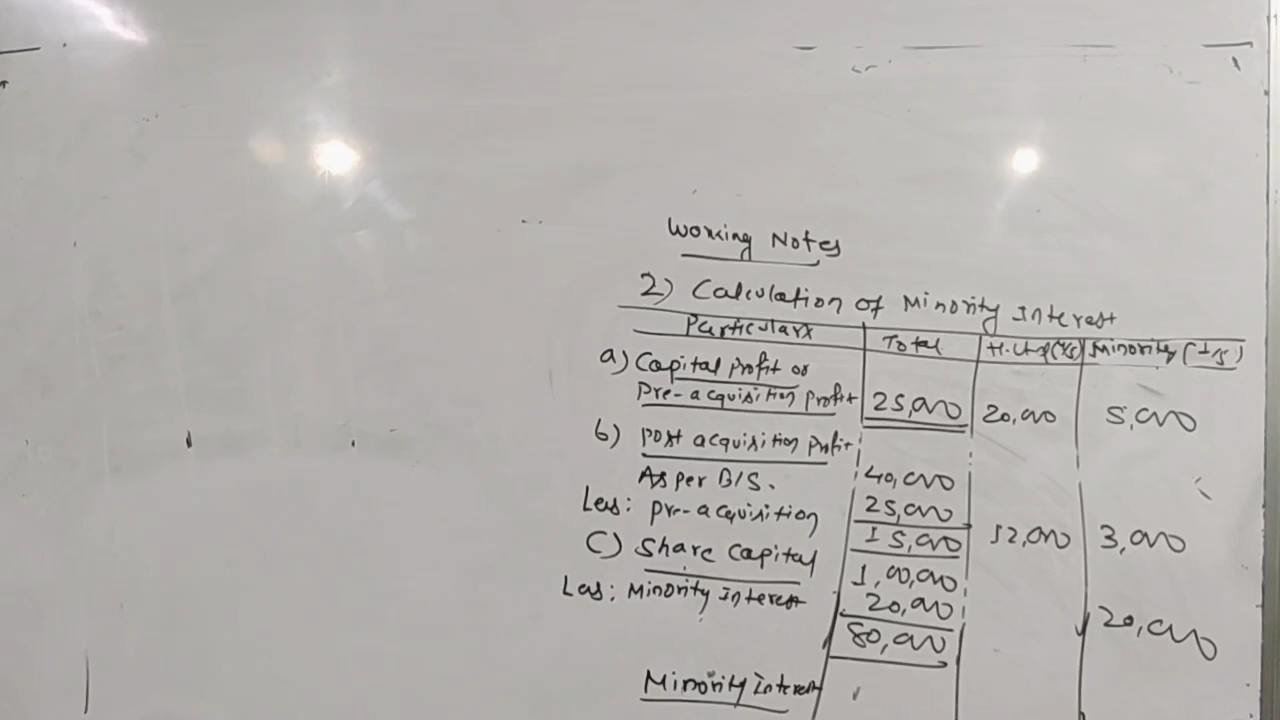 Working Notes
2) Calculation of Minority Interest
Particulars Total H. (4/5) Minority (1/5)
a) Capital profit or
Pre-acquisition profit 25,000 20,000 5,000
b) post acquisition profit
As per B/S. 40,000
Less: pre-acquisition 25,000
15,000 12,000 3,000
C) Share Capital 1,00,000
Less: Minority Interest 20,000 20,000
80,000
Minority Interest